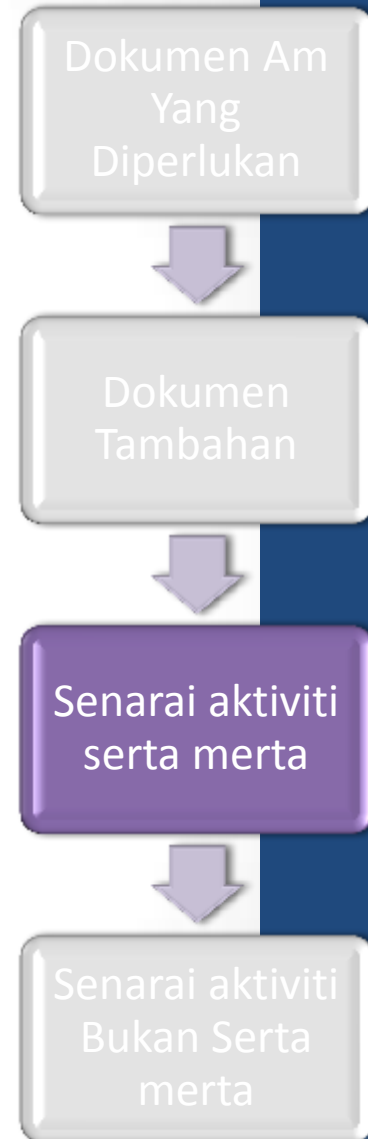 Dokumen Am
Yang
Diperlukan
Dokumen
Tambahan
Senarai aktiviti
serta merta
Senarai aktiviti
Bukan Serta
merta